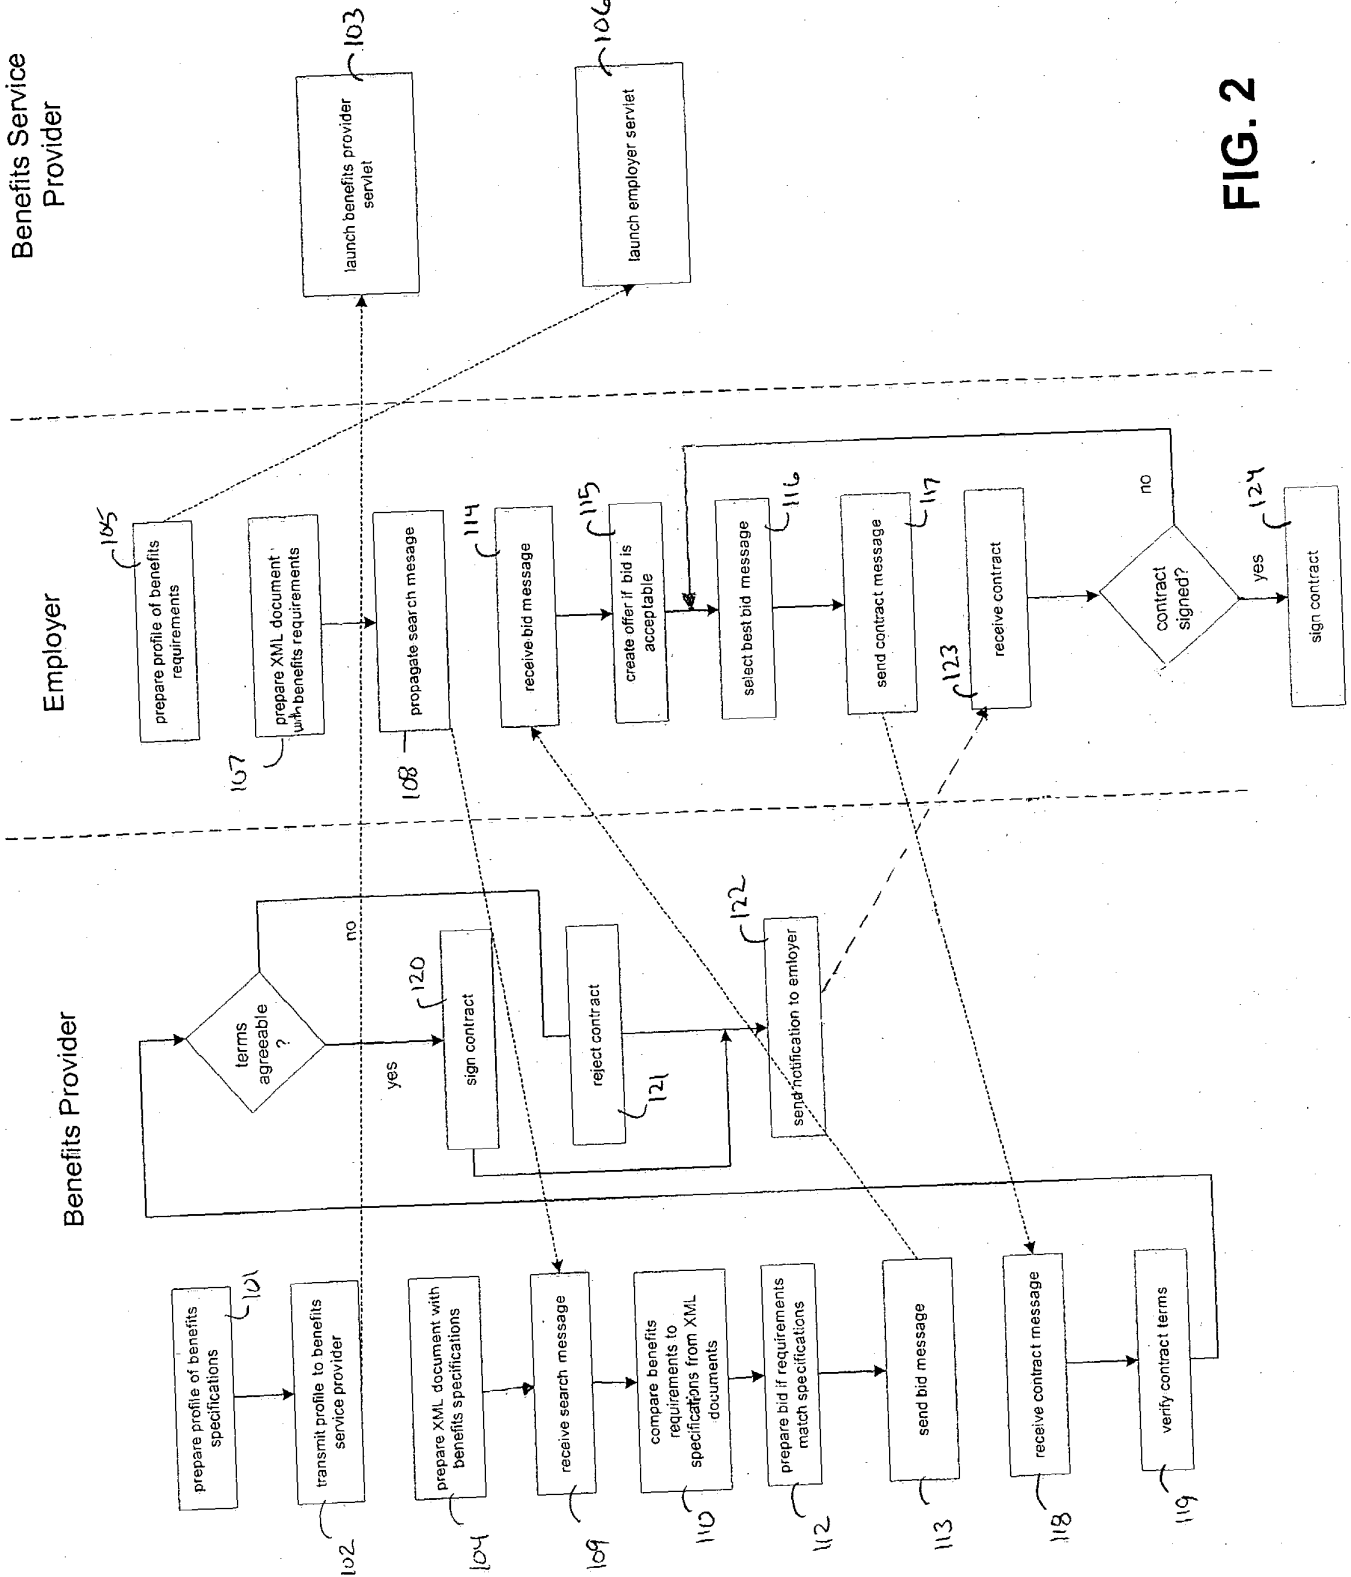 Benefits Provider
Employer
Benefits Service
Provider
prepare profile of benefits
specifications
101
transmit profile to benefits
service provider
102
prepare XML document with
benefits specifications
104
receive search message
109
compare benefits
requirements to
specifications from XML
documents
110
prepare bid if requirements
match specifications
112
send bid message
113
receive contract message
118
verify contract terms
119
terms
agreeable
?
no
yes
sign contract
120
reject contract
121
send notification to emloyer
122
prepare profile of benefits
requirements
105
prepare XML document
with benefits requirements
107
propagate search mesage
108
receive bid message
114
create offer if bid is
acceptable
115
select best bid message
116
send contract message
117
receive contract
123
contract
signed?
no
yes
sign contract
124
launch benefits provider
servlet
103
launch employer servlet
106
FIG. 2